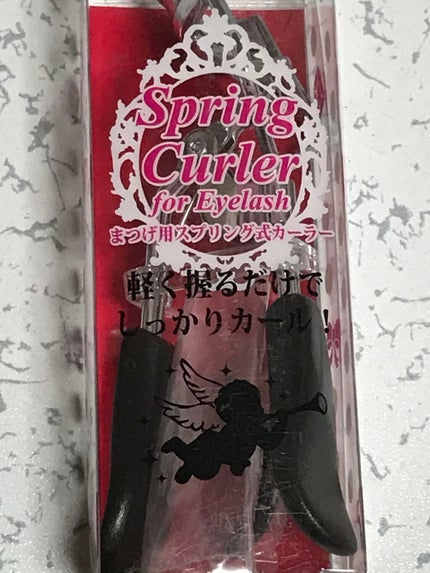 Spring
Curler
for Eyelash
まつげ用スプリング式カーラー
軽く握るだけで
しっかりカール!